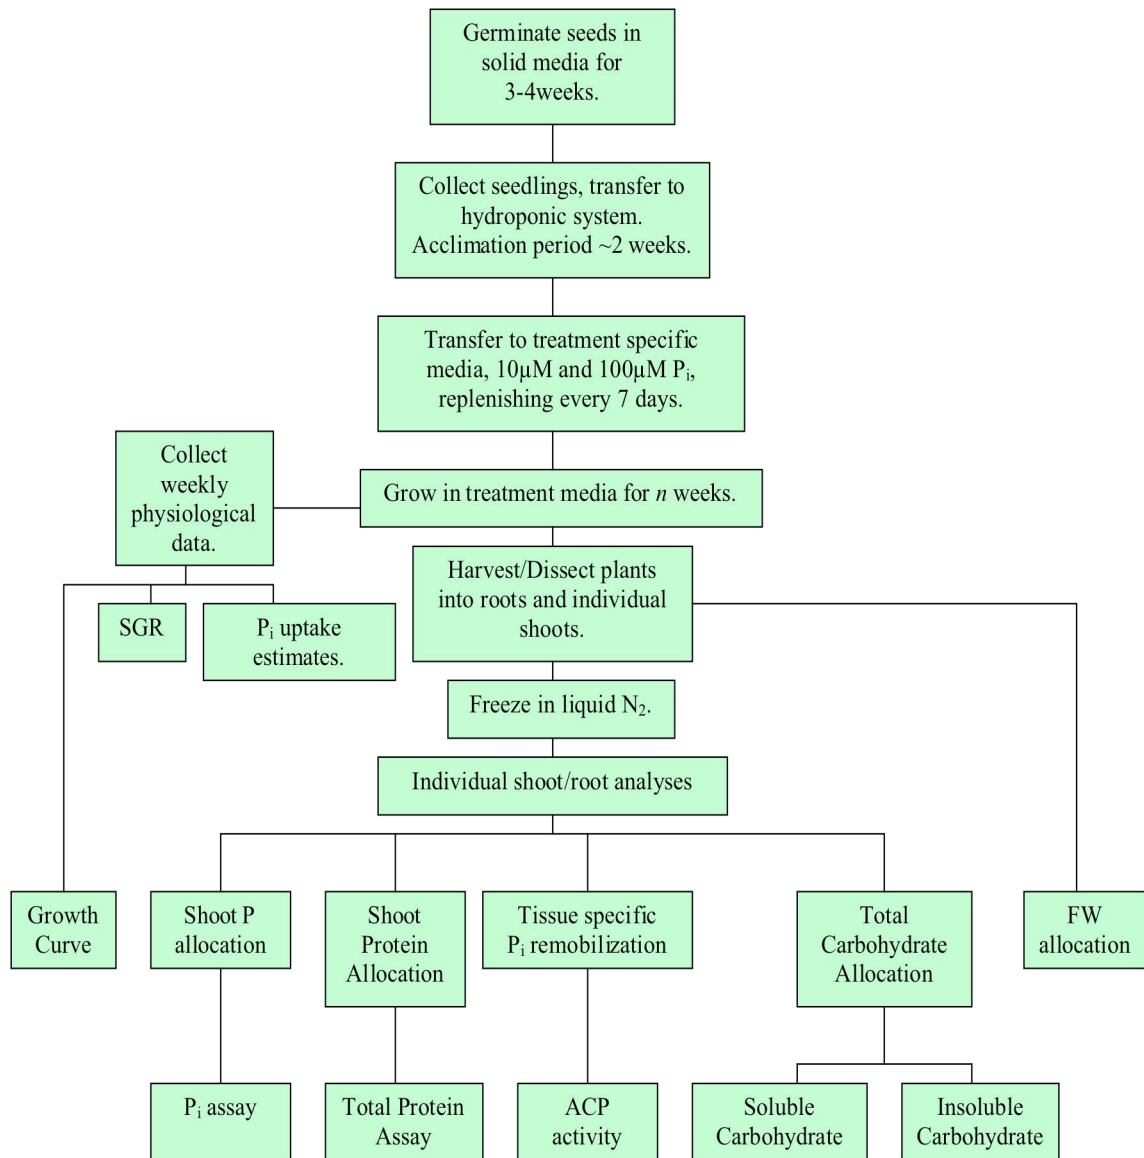 Germinate seeds in
solid media for
3-4weeks.
Collect seedlings, transfer to
hydroponic system.
Acclimation period ~2 weeks.
Transfer to treatment specific
media, 10µM and 100µM Pᵢ,
replenishing every 7 days.
Collect
weekly
physiological
data.
Grow in treatment media for n weeks.
Harvest/Dissect plants
into roots and individual
shoots.
SGR
Pᵢ uptake
estimates.
Freeze in liquid N₂.
Individual shoot/root analyses
Growth
Curve
Shoot P
allocation
Shoot
Protein
Allocation
Tissue specific
Pᵢ remobilization
Total
Carbohydrate
Allocation
FW
allocation
Pᵢ assay
Total Protein
Assay
ACP
activity
Soluble
Carbohydrate
Insoluble
Carbohydrate